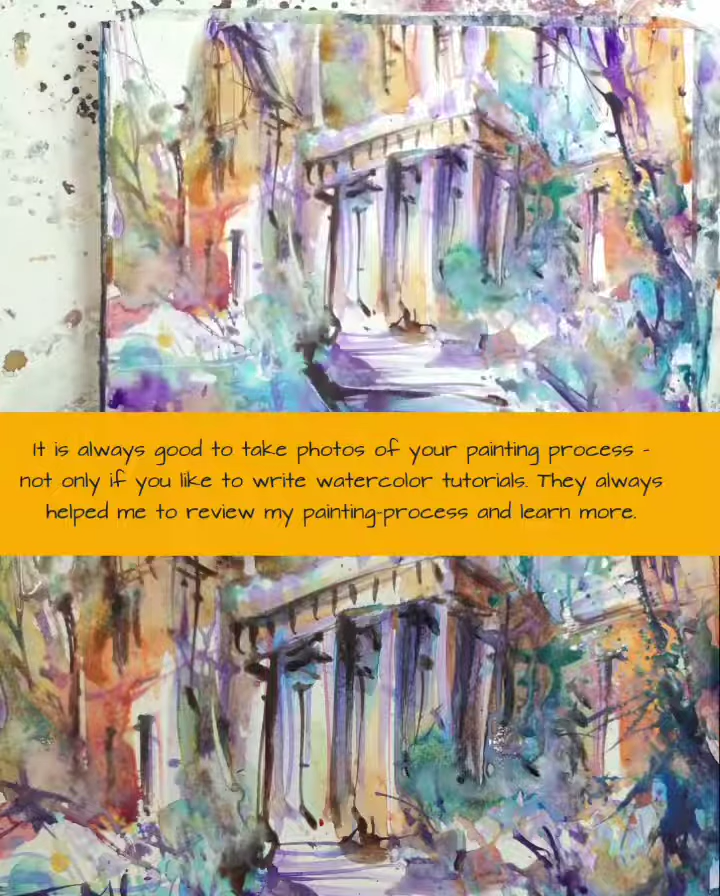 It is always good to take photos of your painting process -
not only if you like to write watercolor tutorials. They always
helped me to review my painting-process and learn more.